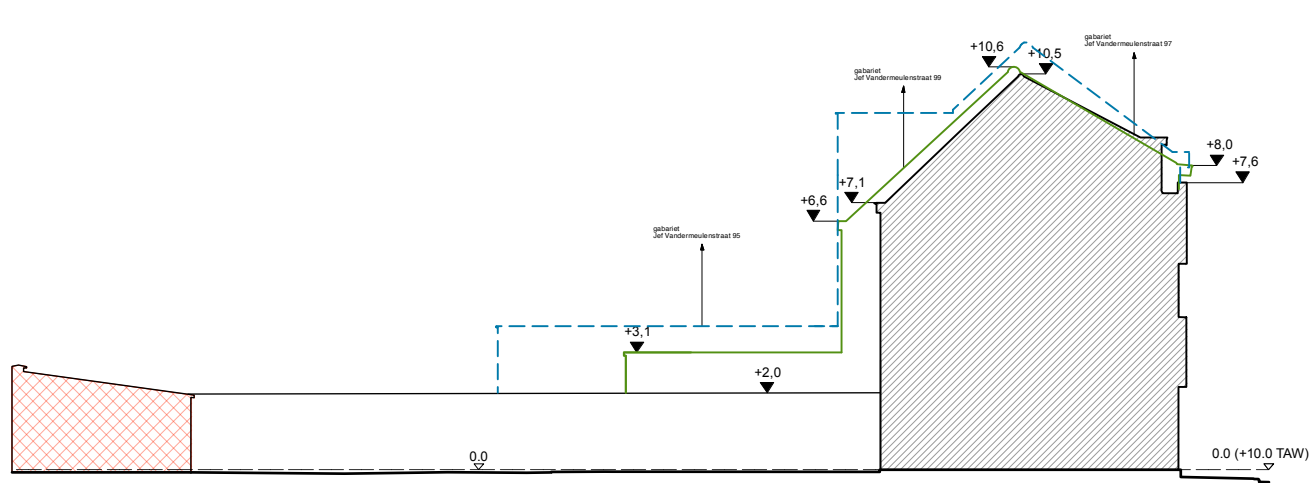 gabariet
Jef Vandermeulenstraat 97
+10,6
+10,5
gabariet
Jef Vandermeulenstraat 99
+8,0
+7,6
+7,1
+6,6
gabariet
Jef Vandermeulenstraat 95
+3,1
+2,0
0.0
0.0 (+10.0 TAW)